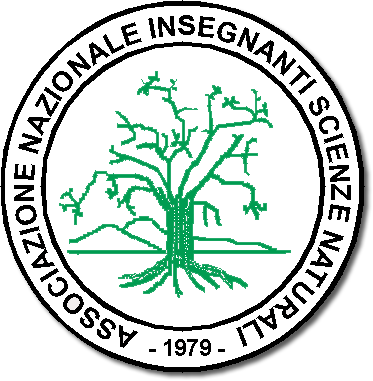 ASSOCIAZIONE NAZIONALE INSEGNANTI SCIENZE NATURALI
- 1979 -